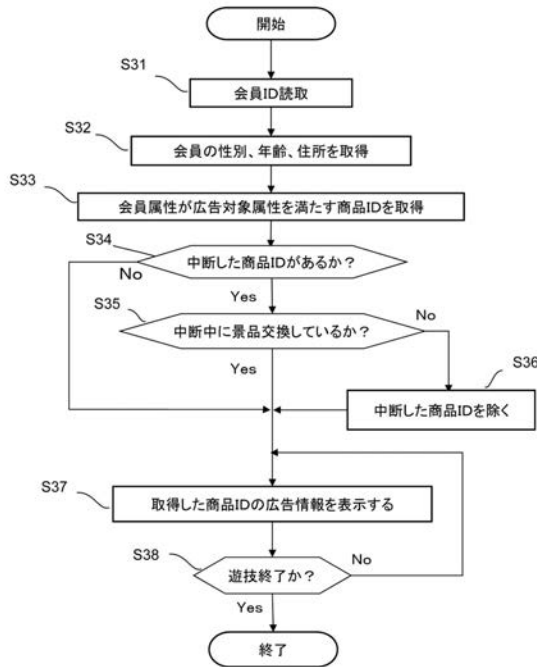 開始
S31
会員ID読取
S32
会員の性別、年齢、住所を取得
S33
会員属性が広告対象属性を満たす商品IDを取得
S34
中断した商品IDがあるか?
No
Yes
S35
中断中に景品交換しているか?
No
Yes
S36
中断した商品IDを除く
S37
取得した商品IDの広告情報を表示する
S38
遊技終了か?
No
Yes
終了